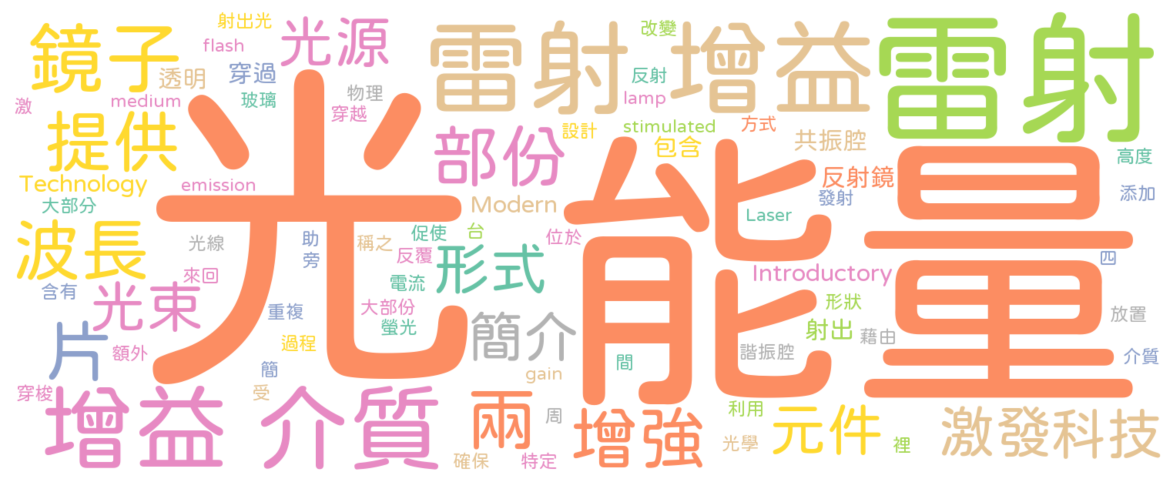 射出光
flash
鏡子
光源
透明
穿過
激
medium
玻璃
物理
穿越
提供
Technology
emission
大部分
雷射增益
改變
反射
lamp
雷射
部份
設計
stimulated
方式
包含
共振腔
高度
反射鏡
添加
發射
Modern
Laser
光能量
波長
光線
助
旁
稱之
促使
台
位於
反覆
形式
電流
來回
含有
光束
重複
大部份
螢光
Introductory
四
形狀
放置
射出
藉由
片
額外
過程
簡介
簡
間
諧振腔
介質
gain
穿梭
受
增益介質
兩
周
增強
利用
元件
激發科技
裡
光學
確保
特定